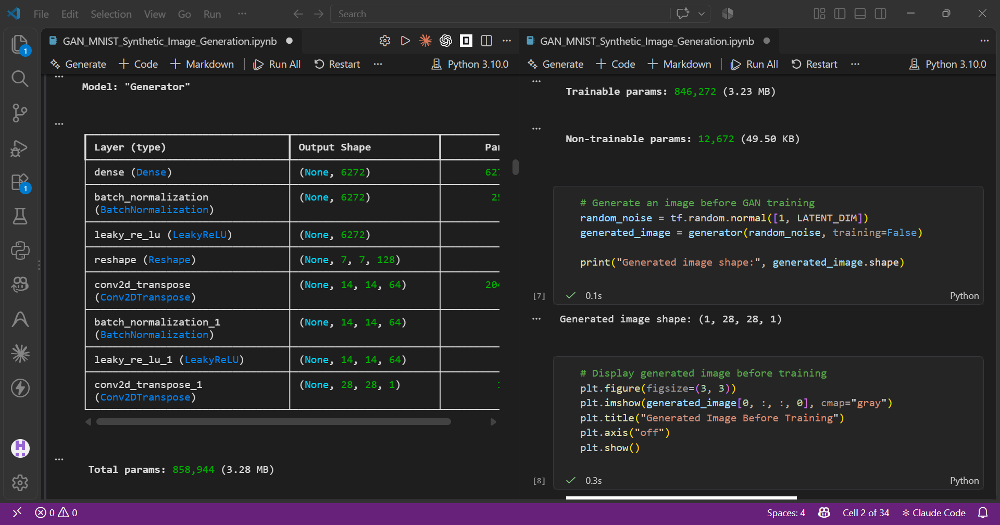 File Edit Selection View Go Run ··· Search
GAN_MNIST_Synthetic_Image_Generation.ipynb
Generate Code Markdown Run All Restart ··· Python 3.10.0
Model: "Generator"
Layer (type) Output Shape
dense (Dense) (None, 6272)
batch_normalization (None, 6272)
(BatchNormalization)
leaky_re_lu (LeakyReLU) (None, 6272)
reshape (Reshape) (None, 7, 7, 128)
conv2d_transpose (None, 14, 14, 64)
(Conv2DTranspose)
batch_normalization_1 (None, 14, 14, 64)
(BatchNormalization)
leaky_re_lu_1 (LeakyReLU) (None, 14, 14, 64)
conv2d_transpose_1 (None, 28, 28, 1)
(Conv2DTranspose)
Total params: 858,944 (3.28 MB)
GAN_MNIST_Synthetic_Image_Generation.ipynb
Generate Code Markdown Run All Restart ··· Python 3.10.0
Trainable params: 846,272 (3.23 MB)
Non-trainable params: 12,672 (49.50 KB)
# Generate an image before GAN training
random_noise = tf.random.normal([1, LATENT_DIM])
generated_image = generator(random_noise, training=False)
print("Generated image shape:", generated_image.shape)
[7] 0.1s Python
Generated image shape: (1, 28, 28, 1)
# Display generated image before training
plt.figure(figsize=(3, 3))
plt.imshow(generated_image[0, :, :, 0], cmap="gray")
plt.title("Generated Image Before Training")
plt.axis("off")
plt.show()
[8] 0.3s Python
1
1
0 0 Spaces: 4 Cell 2 of 34 Claude Code